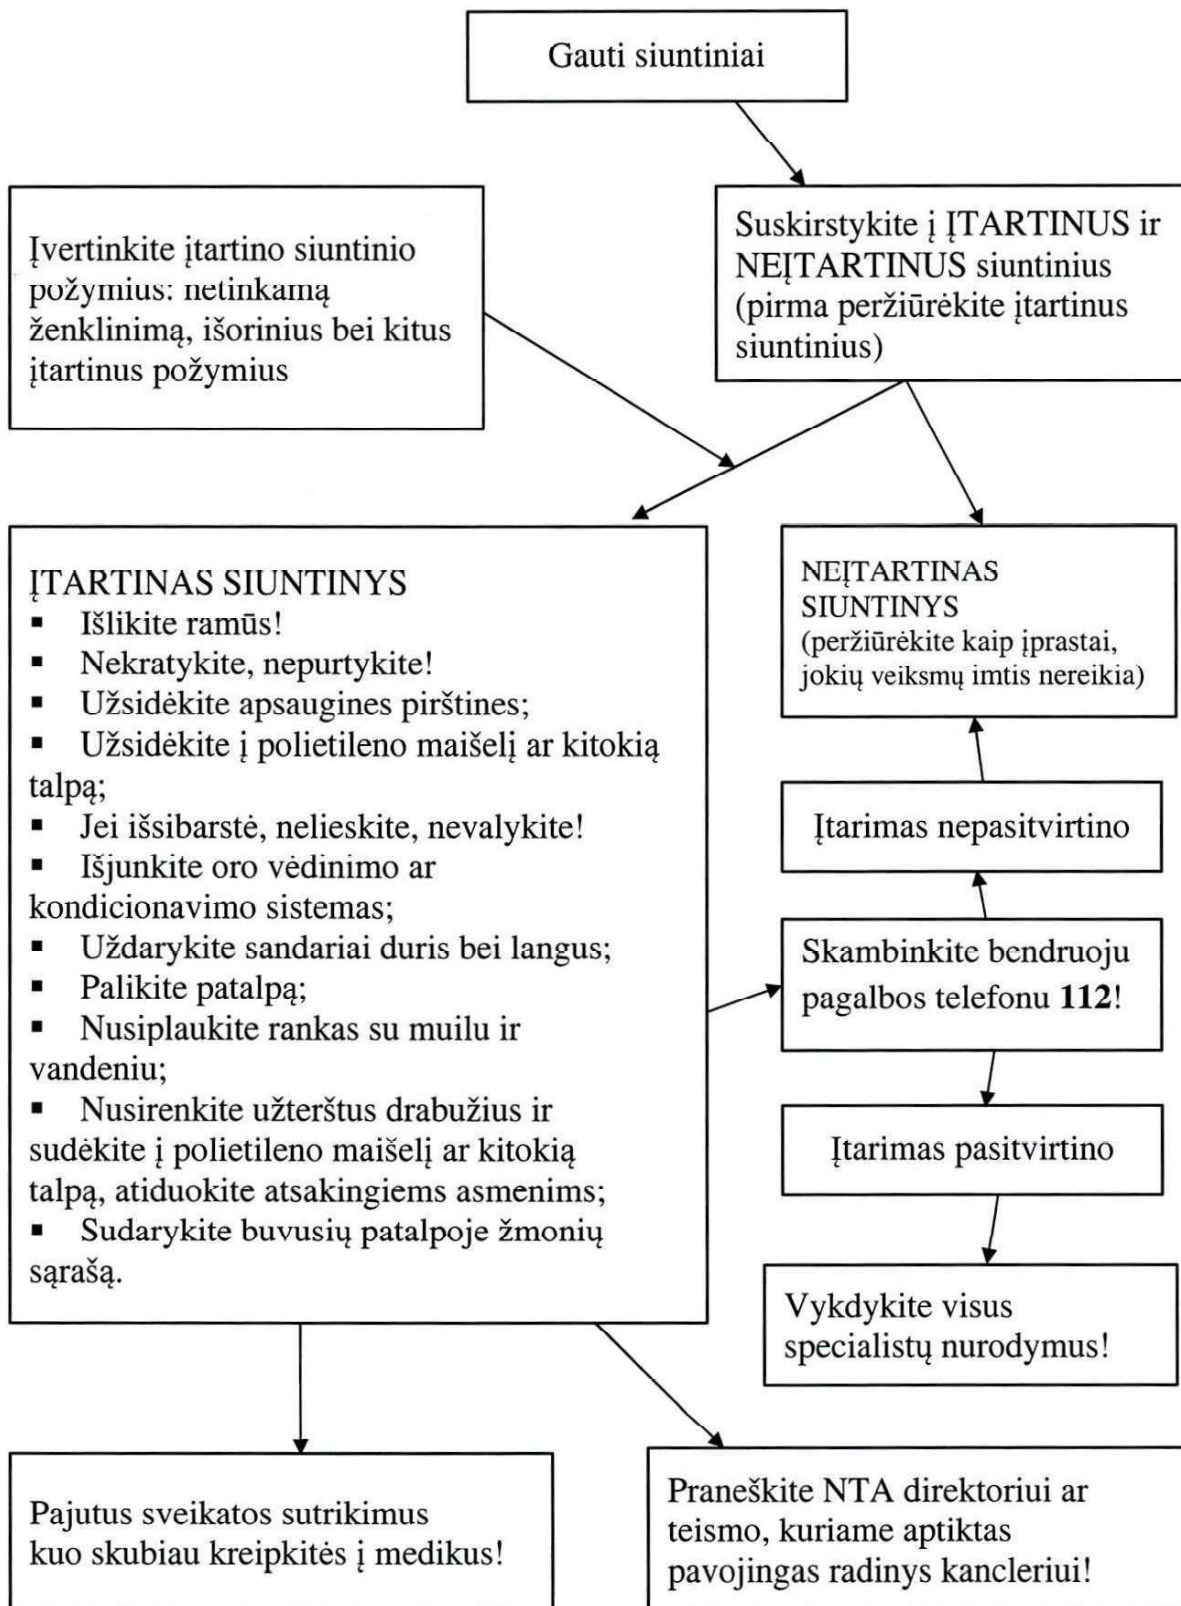 Gauti siuntiniai
Įvertinkite įtartino siuntinio
požymius: netinkamą
ženklinimą, išorinius bei kitus
įtartinus požymius
Suskirstykite į ĮTARTINUS ir
NEĮTARTINUS siuntinius
(pirma peržiūrėkite įtartinus
siuntinius)
ĮTARTINAS SIUNTINYS
▪ Išlikite ramūs!
▪ Nekratykite, nepurtykite!
▪ Užsidėkite apsaugines pirštines;
▪ Užsidėkite į polietileno maišelį ar kitokią
talpą;
▪ Jei išsibarstė, nelieskite, nevalykite!
▪ Išjunkite oro vėdinimo ar
kondicionavimo sistemas;
▪ Uždarykite sandariai duris bei langus;
▪ Palikite patalpą;
▪ Nusiplaukite rankas su muilu ir
vandeniu;
▪ Nusirenkite užterštus drabužius ir
sudėkite į polietileno maišelį ar kitokią
talpą, atiduokite atsakingiems asmenims;
▪ Sudarykite buvusių patalpoje žmonių
sąrašą.
NEĮTARTINAS
SIUNTINYS
(peržiūrėkite kaip įprastai,
jokių veiksmų imtis nereikia)
Įtarimas nepasitvirtino
Skambinkite bendruoju
pagalbos telefonu 112!
Įtarimas pasitvirtino
Vykdykite visus
specialistų nurodymus!
Pajutus sveikatos sutrikimus
kuo skubiau kreipkitės į medikus!
Praneškite NTA direktoriui ar
teismo, kuriame aptiktas
pavojingas radinys kancleriui!